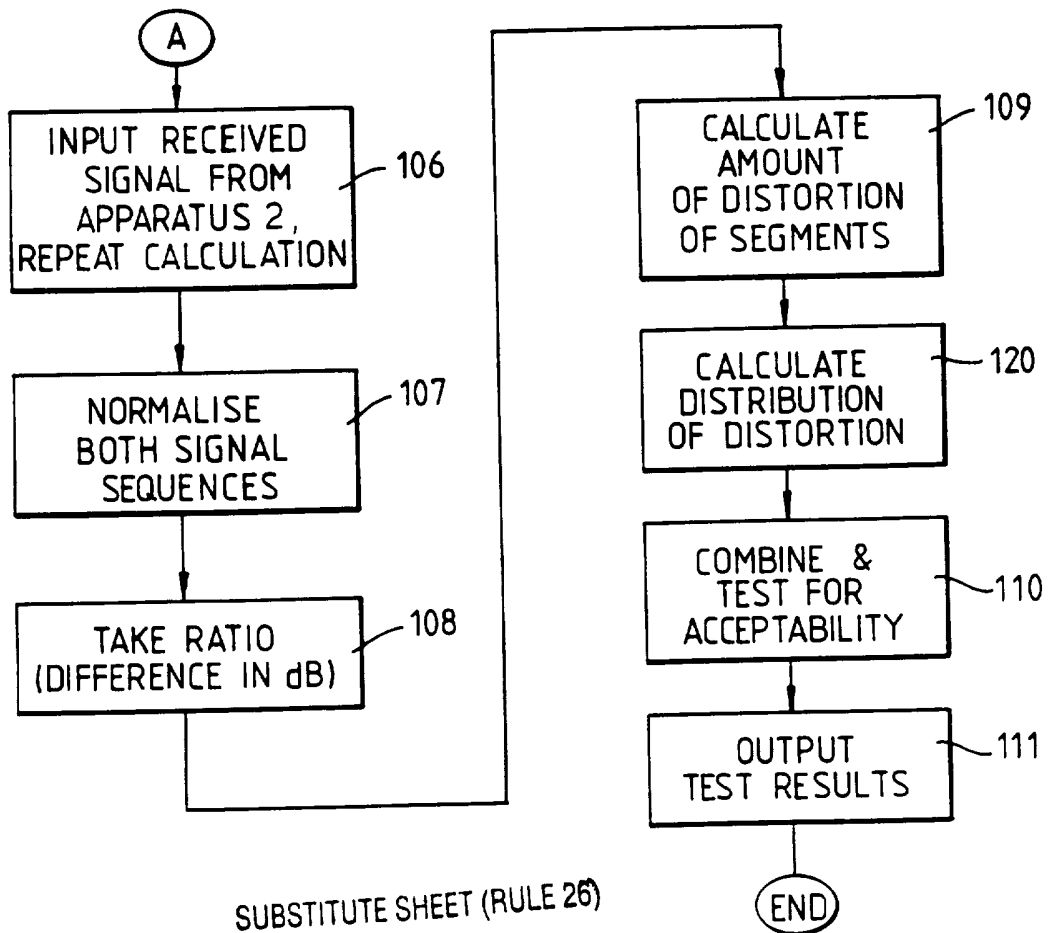 A
INPUT RECEIVED
SIGNAL FROM
APPARATUS 2,
REPEAT CALCULATION
106
NORMALISE
BOTH SIGNAL
SEQUENCES
107
TAKE RATIO
(DIFFERENCE IN dB)
108
CALCULATE
AMOUNT
OF DISTORTION
OF SEGMENTS
109
CALCULATE
DISTRIBUTION
OF DISTORTION
120
COMBINE &
TEST FOR
ACCEPTABILITY
110
OUTPUT
TEST RESULTS
111
END
SUBSTITUTE SHEET (RULE 26)